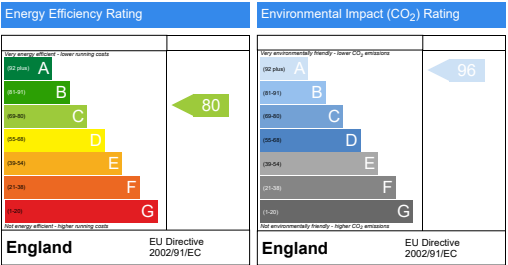 Energy Efficiency Rating
Very energy efficient - lower running costs
(92 plus) A
(81-91) B
(69-80) C
(55-68) D
(39-54) E
(21-38) F
(1-20) G
80
Not energy efficient - higher running costs
England
EU Directive
2002/91/EC
Environmental Impact (CO2) Rating
Very environmentally friendly - lower CO2 emissions
(92 plus) A
(81-91) B
(69-80) C
(55-68) D
(39-54) E
(21-38) F
(1-20) G
96
Not environmentally friendly - higher CO2 emissions
England
EU Directive
2002/91/EC